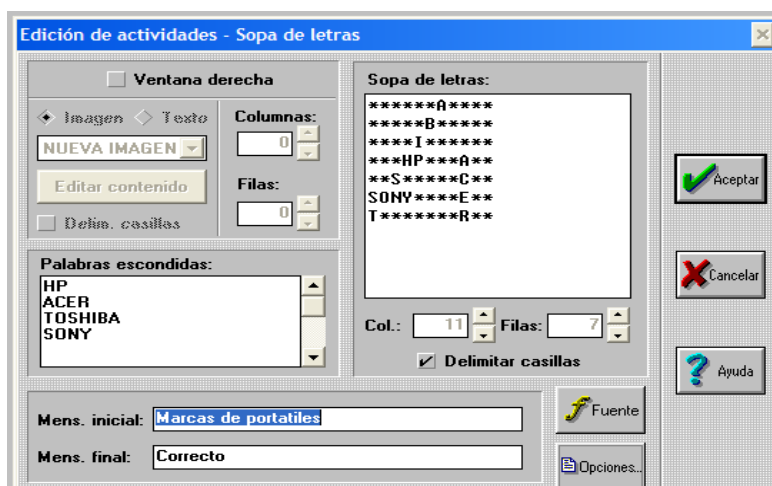 Edición de actividades - Sopa de letras
Ventana derecha
Imagen Texto
NUEVA IMAGEN
Editar contenido
Delim. casillas
Columnas:
0
Filas:
0
Palabras escondidas:
HP
ACER
TOSHIBA
SONY
Sopa de letras:
******A****
*****B*****
****I******
***HP***A**
**S*****C**
SONY****E**
T*******R**
Col.: 11 Filas: 7
Delimitar casillas
Mens. inicial: Marcas de portatiles
Mens. final: Correcto
Fuente
Opciones...
Aceptar
Cancelar
Ayuda